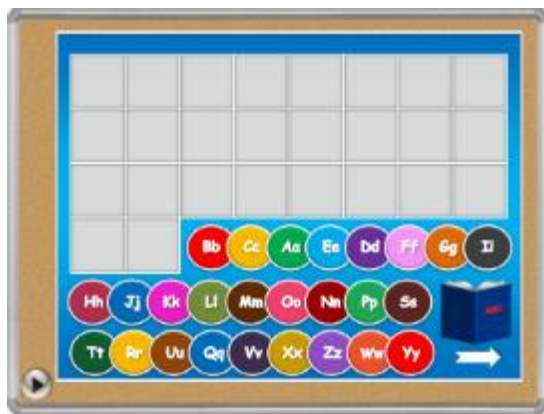 Bb Cc Aa Ee Dd Ff Gg Ii
Hh Jj Kk Ll Mm Oo Nn Pp Ss
Tt Rr Uu Qq Vv Xx Zz Ww Yy